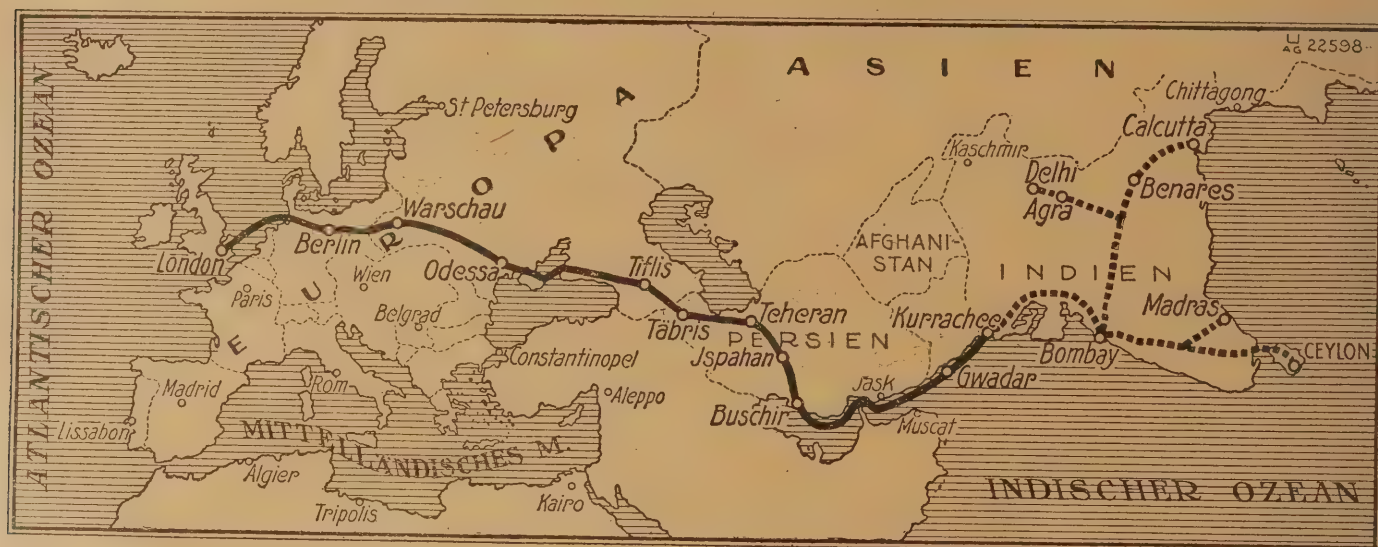 U
AG 22598
ASIEN
ATLANTISCHER OZEAN
EUROPA
St Petersburg
Chittagong
Calcutta
Kaschmir
Delhi
Agra
Benares
Warschau
Berlin
London
AFGHANI-
STAN
Odessa
Wien
Tiflis
INDIEN
Paris
Belgrad
Täbris
Teheran
Kurrachee
Madras
PERSIEN
Jspahan
Bombay
CEYLON
Constantinopel
Gwadar
Madrid
Rom
Aleppo
Jask
Buschir
Muscat
Lissabon
MITTELLÄNDISCHES M.
Algier
Kairo
Tripolis
INDISCHER OZEAN